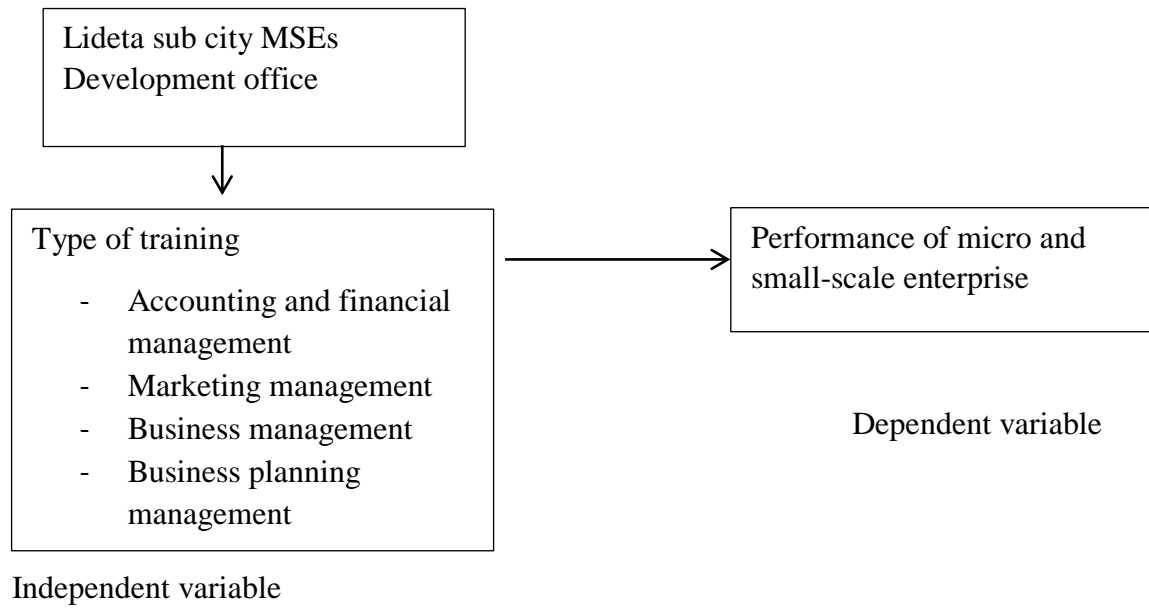 Lideta sub city MSEs
Development office
Type of training
- Accounting and financial
management
- Marketing management
- Business management
- Business planning
management
Independent variable
Performance of micro and
small-scale enterprise
Dependent variable